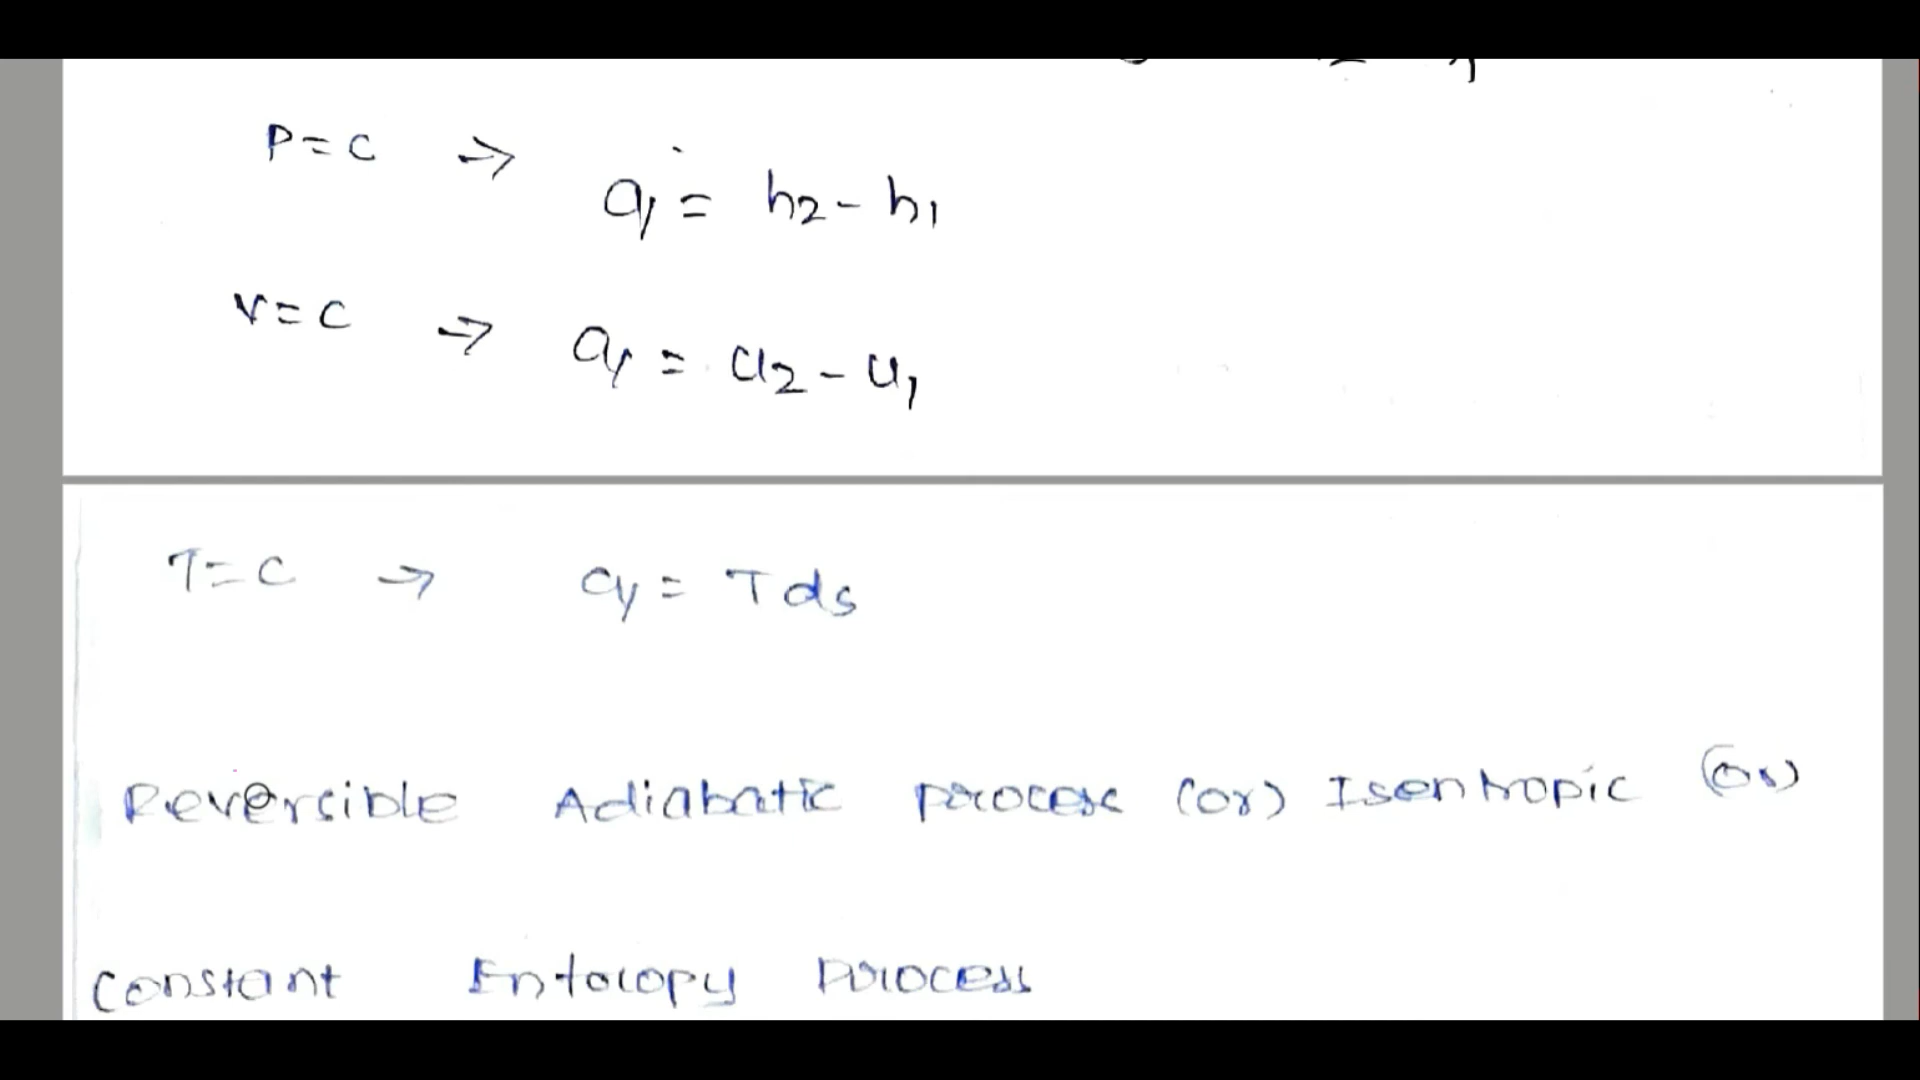 P=C → q = h2 - h1
V=C → q = u2 - u1
T=C → q = Tds
Reversible Adiabatic process (or) Isentropic (or)
constant Entropy process